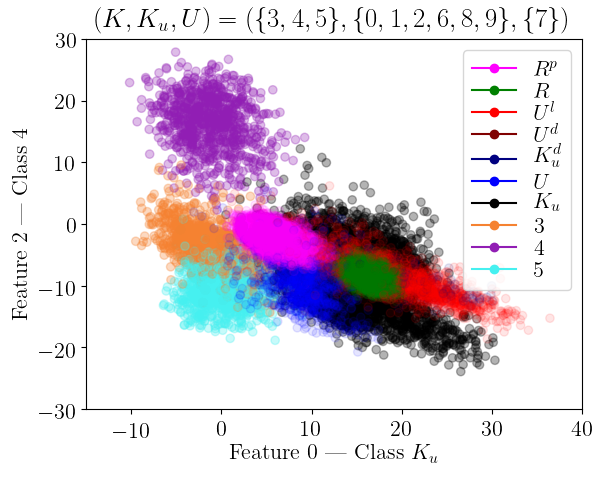 (K, K_u, U) = ({3, 4, 5}, {0, 1, 2, 6, 8, 9}, {7})
30
20
10
0
−10
−20
−30
Feature 2 — Class 4
R^p
R
U^l
U^d
K_u^d
U
K_u
3
4
5
−10
0
10
20
30
40
Feature 0 — Class K_u